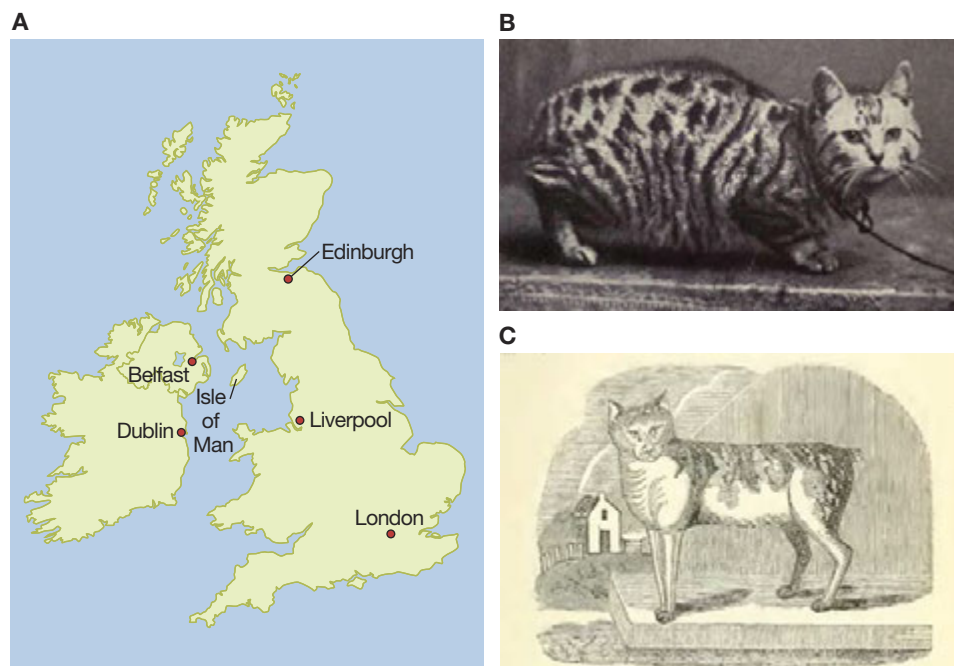 A
Edinburgh
Belfast
Isle
of
Man
Dublin
Liverpool
London
B
C